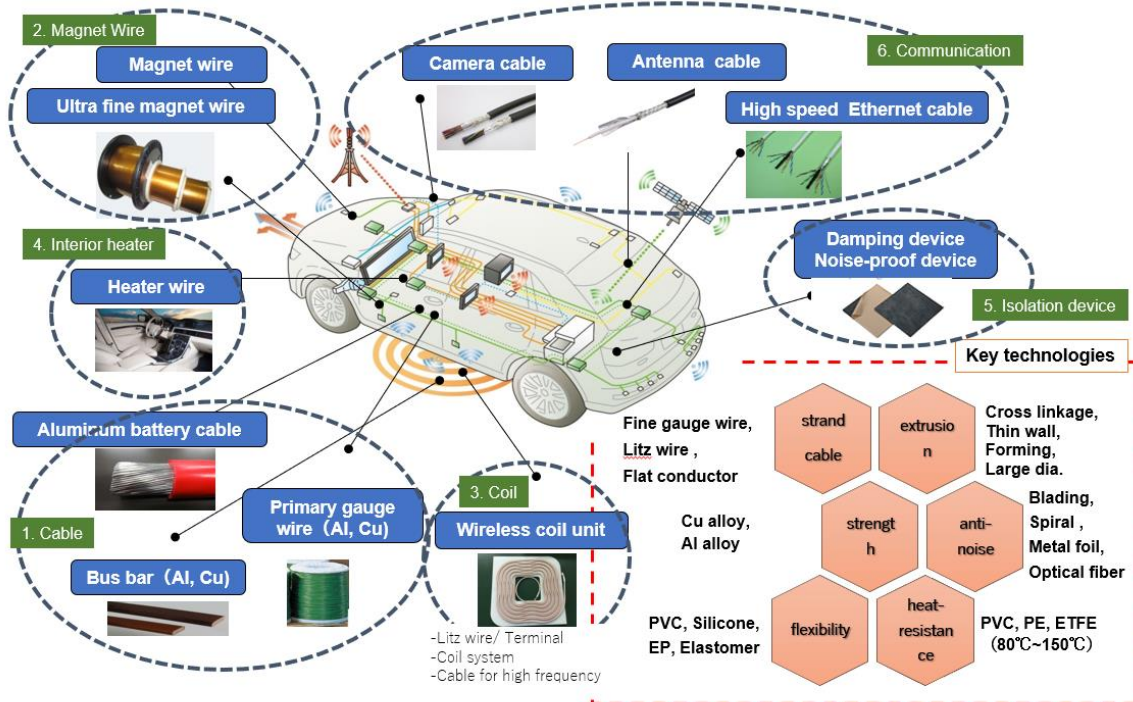 2. Magnet Wire
Magnet wire
Ultra fine magnet wire
6. Communication
Camera cable
Antenna cable
High speed Ethernet cable
4. Interior heater
Heater wire
Damping device
Noise-proof device
5. Isolation device
Aluminum battery cable
Primary gauge
wire（Al, Cu)
1. Cable
Bus bar（Al, Cu)
3. Coil
Wireless coil unit
-Litz wire/ Terminal
-Coil system
-Cable for high frequency
Key technologies
Fine gauge wire,
Litz wire ,
Flat conductor
strand
cable
extrusio
n
Cross linkage,
Thin wall,
Forming,
Large dia.
Cu alloy,
Al alloy
strengt
h
anti-
noise
Blading,
Spiral ,
Metal foil,
Optical fiber
PVC, Silicone,
EP, Elastomer
flexibility
heat-
resistan
ce
PVC, PE, ETFE
（80℃~150℃）